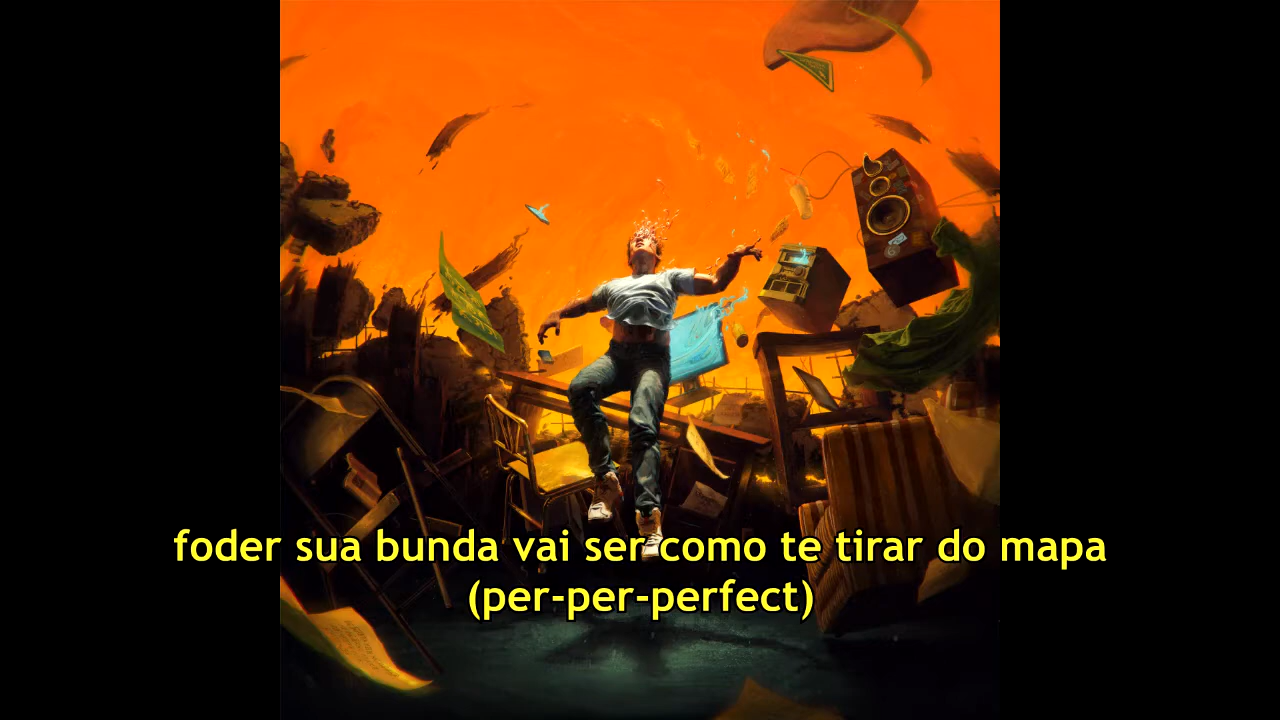 foder sua bunda vai ser como te tirar do mapa
(per-per-perfect)